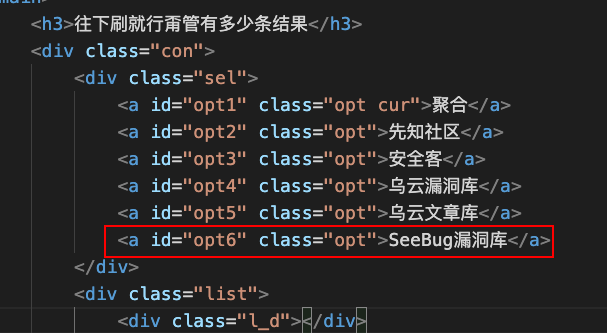 main>
<h3>往下刷就行甭管有多少条结果</h3>
<div class="con">
<div class="sel">
<a id="opt1" class="opt cur">聚合</a>
<a id="opt2" class="opt">先知社区</a>
<a id="opt3" class="opt">安全客</a>
<a id="opt4" class="opt">乌云漏洞库</a>
<a id="opt5" class="opt">乌云文章库</a>
<a id="opt6" class="opt">SeeBug漏洞库</a>
</div>
<div class="list">
<div class="l_d"></div>